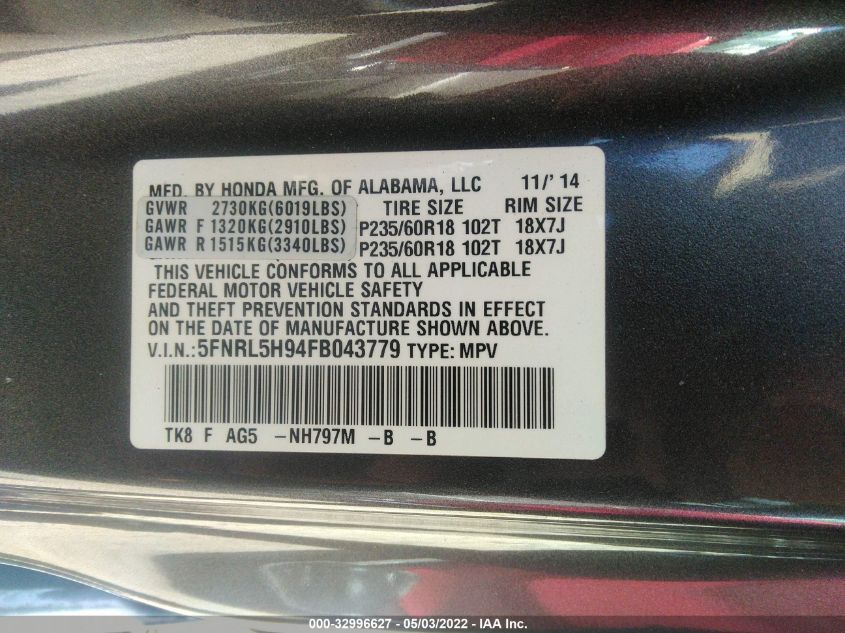 MFD. BY HONDA MFG. OF ALABAMA, LLC 11/' 14
GVWR 2730KG(6019LBS) TIRE SIZE RIM SIZE
GAWR F 1320KG(2910LBS) P235/60R18 102T 18X7J
GAWR R 1515KG(3340LBS) P235/60R18 102T 18X7J
THIS VEHICLE CONFORMS TO ALL APPLICABLE
FEDERAL MOTOR VEHICLE SAFETY
AND THEFT PREVENTION STANDARDS IN EFFECT
ON THE DATE OF MANUFACTURE SHOWN ABOVE.
V.I.N.:5FNRL5H94FB043779 TYPE: MPV
TK8 F AG5 -NH797M -B -B
000-32996627 - 05/03/2022 - IAA Inc.